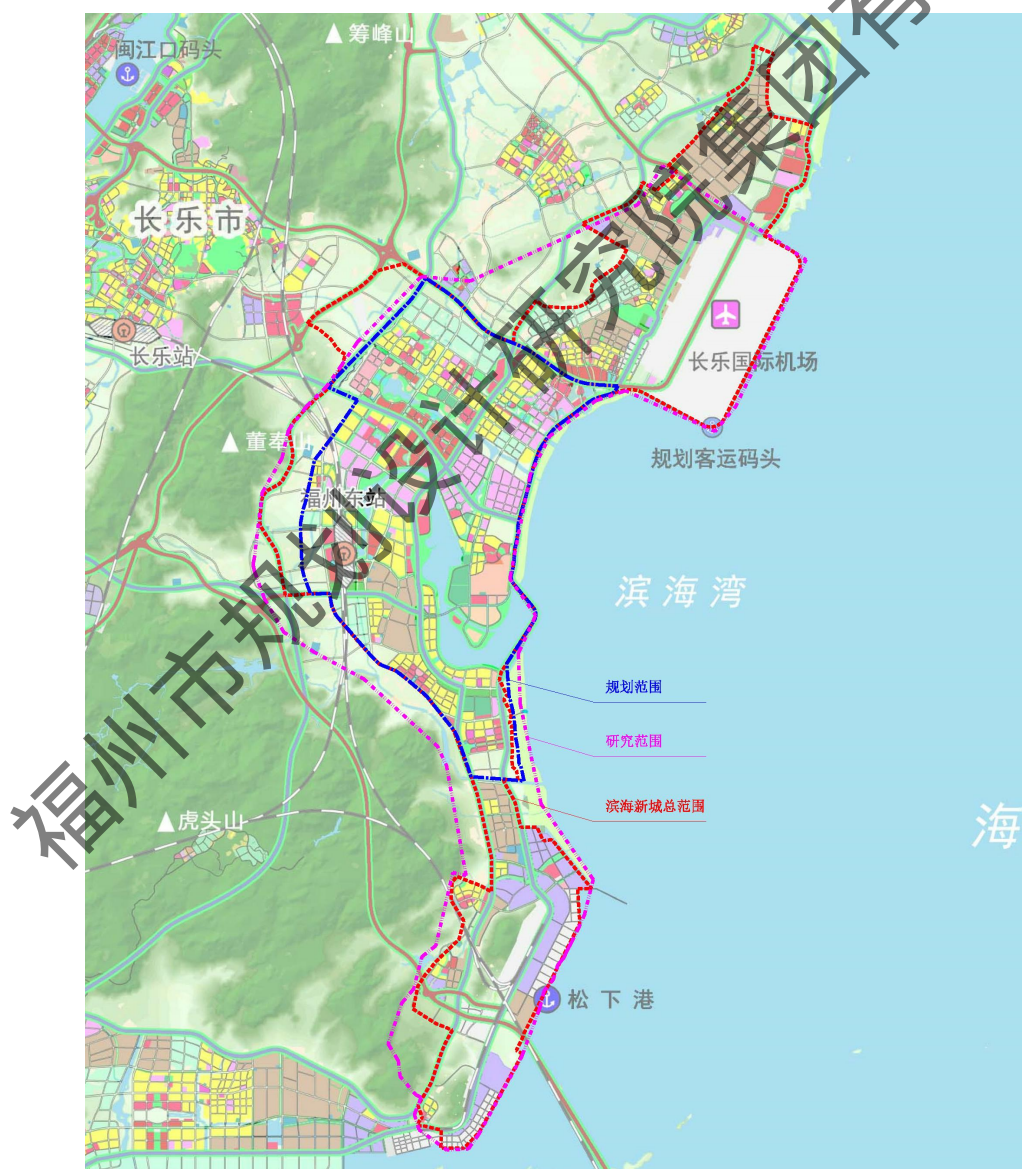 筹峰山
闽江口码头
长乐市
长乐站
长乐国际机场
董奉山
规划客运码头
福州东站
滨海湾
规划范围
研究范围
滨海新城总范围
虎头山
海
松下港
福州市规划设计研究院集团有